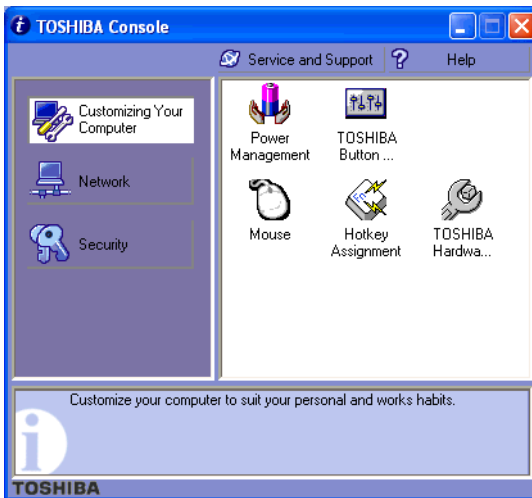 TOSHIBA Console
Service and Support
Help
Customizing Your
Computer
Network
Security
Power
Management
TOSHIBA
Button ...
Mouse
Hotkey
Assignment
TOSHIBA
Hardwa...
Fn
Customize your computer to suit your personal and works habits.
TOSHIBA